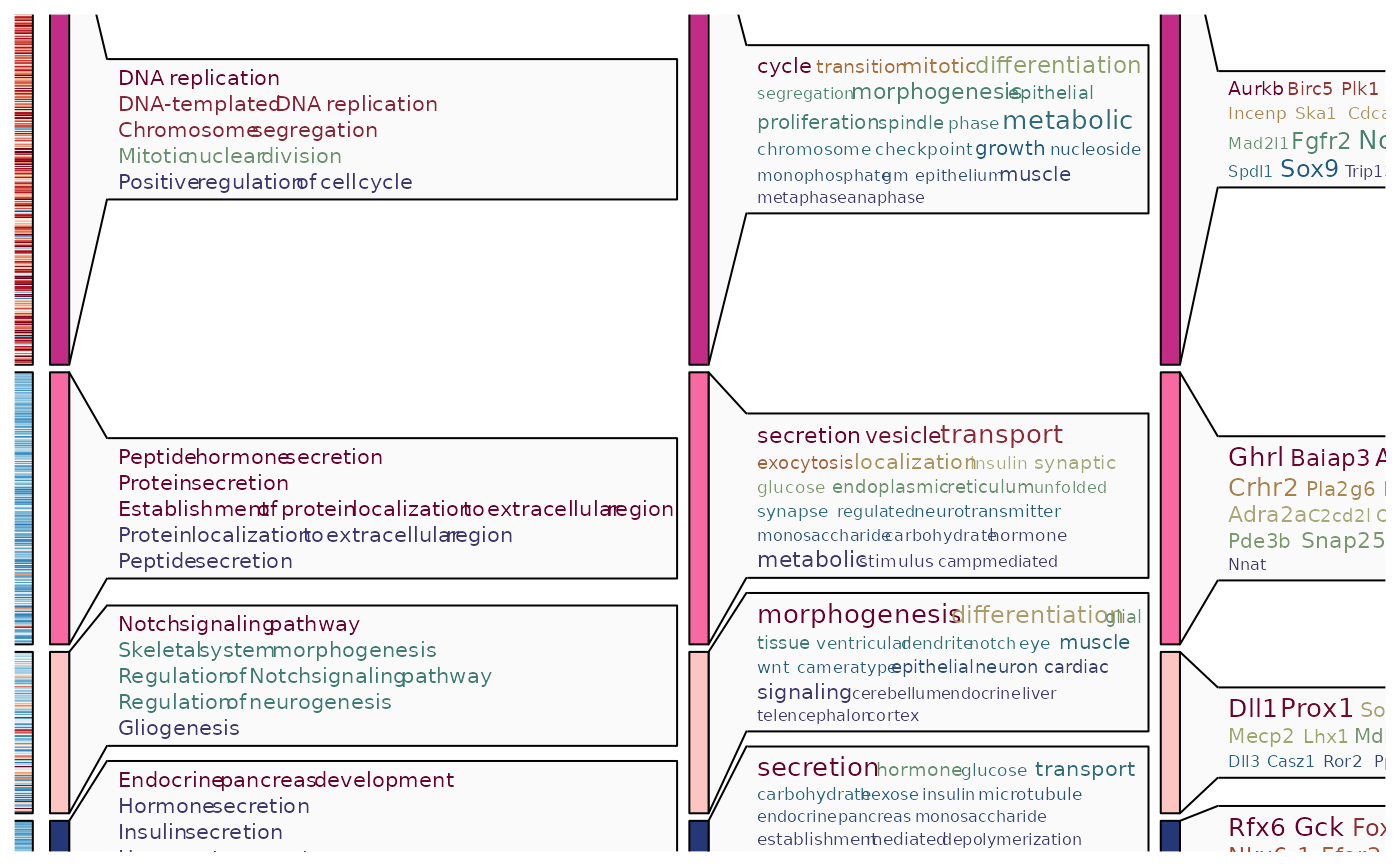 DNA replication
DNA-templated DNA replication
Chromosome segregation
Mitotic nuclear division
Positive regulation of cell cycle
cycle transition mitotic differentiation
segregation morphogenesis epithelial
proliferation spindle phase metabolic
chromosome checkpoint growth nucleoside
monophosphate gm epithelium muscle
metaphase anaphase
Aurkb Birc5 Plk1
Incenp Ska1
Mad2l1 Fgfr2
Spdl1 Sox9
Peptide hormone secretion
Protein secretion
Establishment of protein localization to extracellular region
Protein localization to extracellular region
Peptide secretion
secretion vesicle transport
exocytosis localization insulin synaptic
glucose endoplasmic reticulum unfolded
synapse regulated neurotransmitter
monosaccharide carbohydrate hormone
metabolic stimulus camp mediated
Ghrl Baiap3
Crhr2 Pla2g6
Adra2a C2cd2l
Pde3b Snap25
Nnat
Notch signaling pathway
Skeletal system morphogenesis
Regulation of Notch signaling pathway
Regulation of neurogenesis
Gliogenesis
morphogenesis differentiation glial
tissue ventricular dendrite notch eye muscle
wnt cameratype epithelial neuron cardiac
signaling cerebellum endocrine liver
telencephalon cortex
Dll1 Prox1
Mecp2 Lhx1
Dll3 Casz1 Ror2
Endocrine pancreas development
Hormone secretion
Insulin secretion
secretion hormone glucose transport
carbohydrate hexose insulin microtubule
endocrine pancreas monosaccharide
establishment mediated depolymerization
Rfx6 Gck